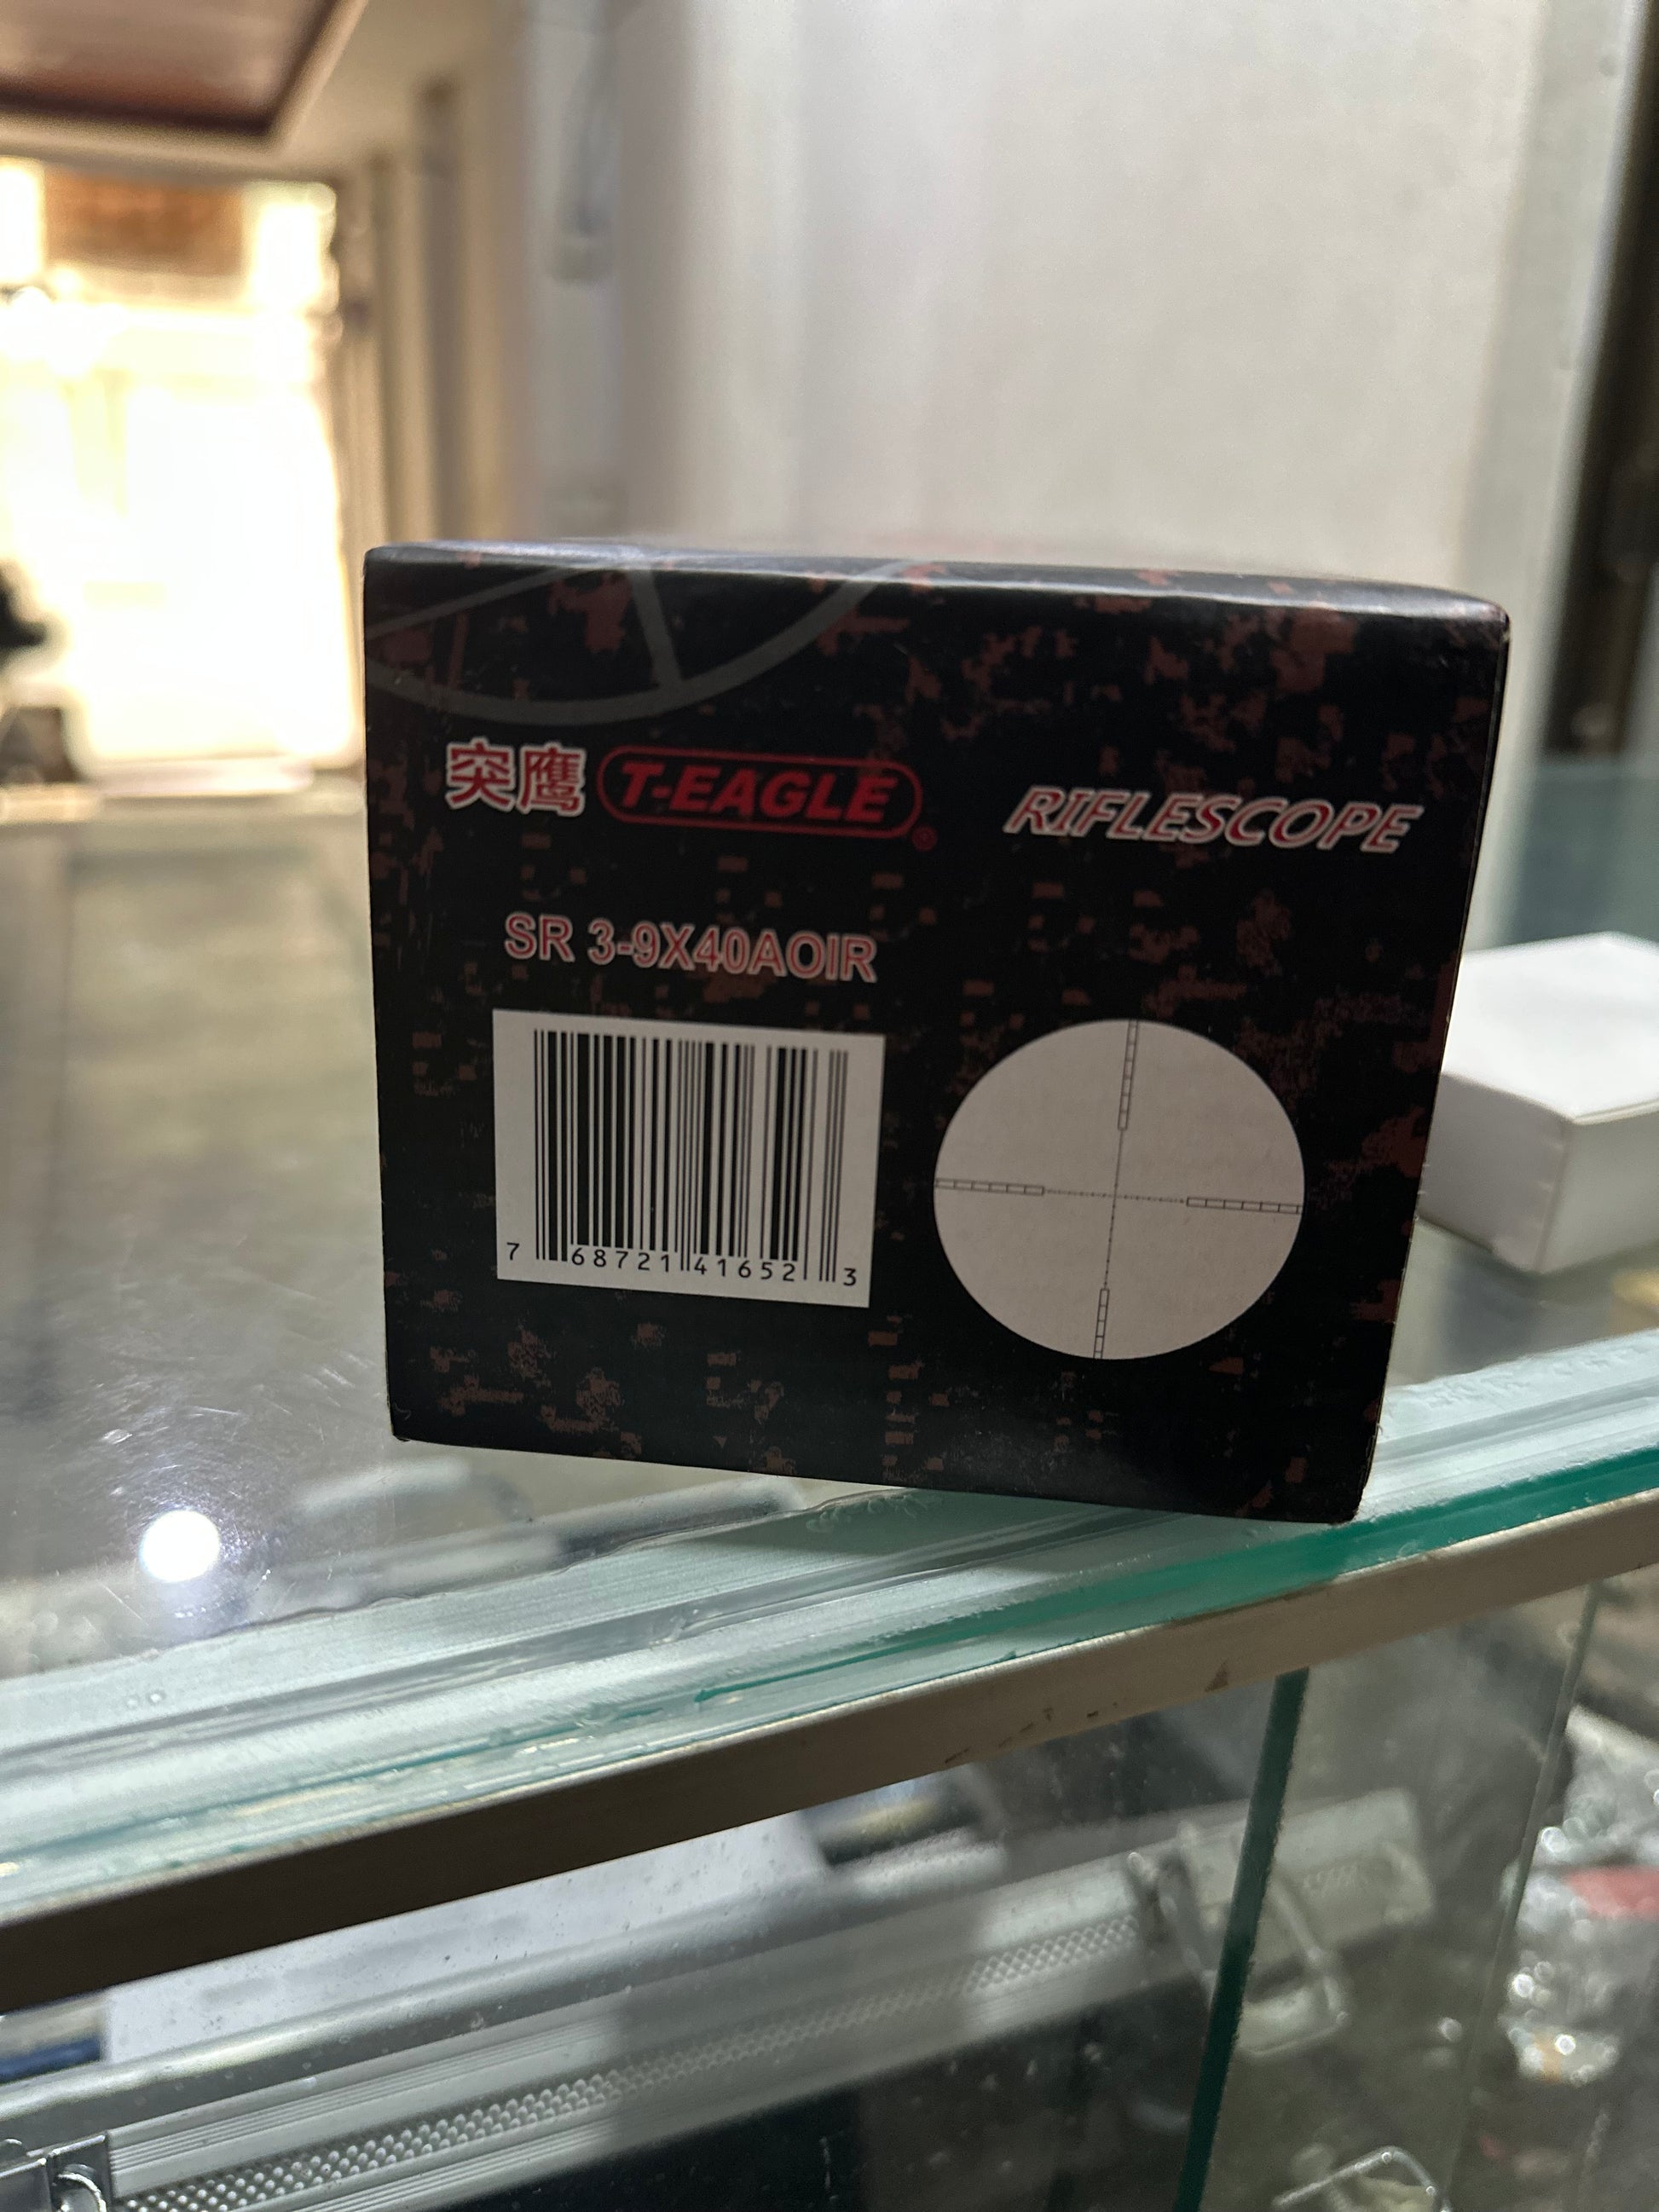 突鹰 T-EAGLE ® RIFLESCOPE
SR 3-9X40AOIR
7 68721 41652 3